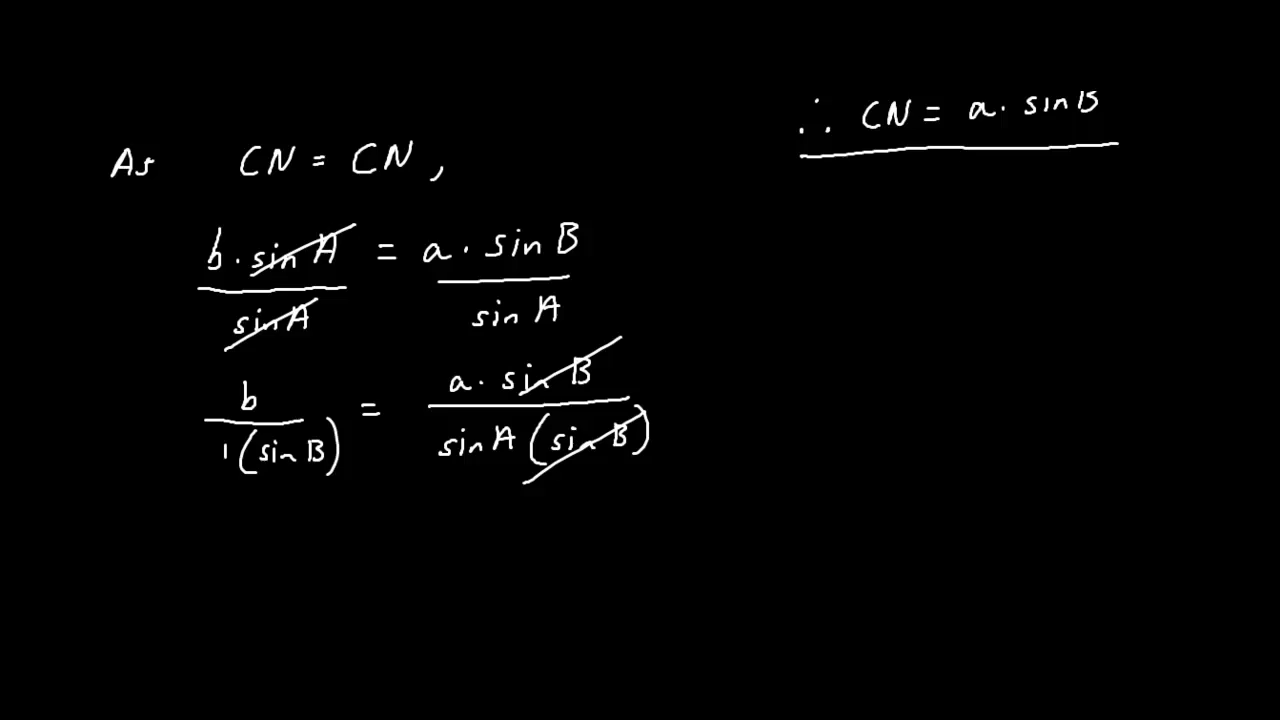 ∴ CN = a · sin B
As CN = CN,
b · sin A = a · sin B
sin A sin A
b = a · sin B
1 (sin B) sin A (sin B)